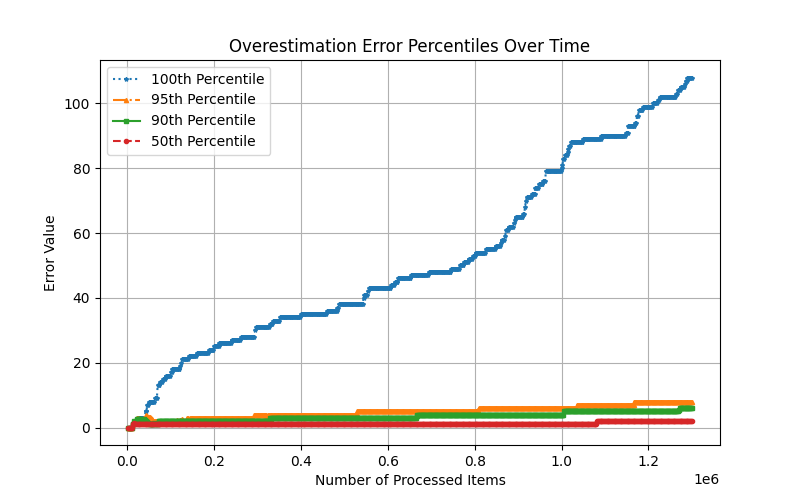 Overestimation Error Percentiles Over Time
100th Percentile
95th Percentile
90th Percentile
50th Percentile
Error Value
100
80
60
40
20
0
0.0 0.2 0.4 0.6 0.8 1.0 1.2
1e6
Number of Processed Items